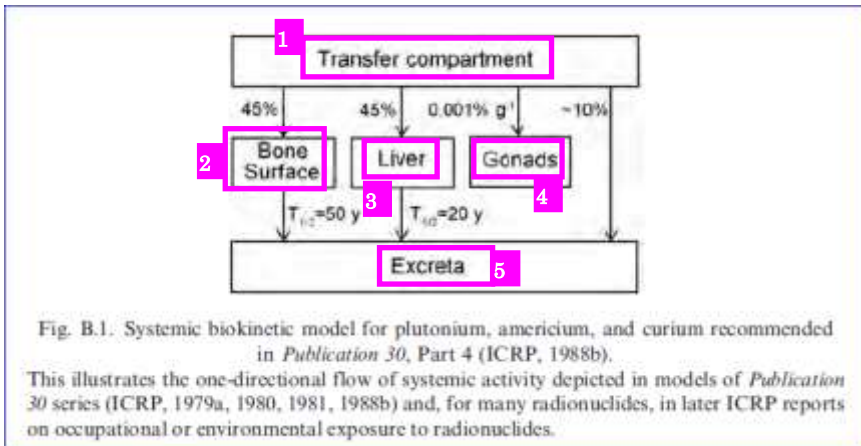 1
Transfer compartment
45% 45% 0.001% g⁻¹ ~10%
2 Bone Surface Liver Gonads
3 4
T₁/₂=50 y T₁/₂=20 y
Excreta 5
Fig. B.1. Systemic biokinetic model for plutonium, americium, and curium recommended
in Publication 30, Part 4 (ICRP, 1988b).
This illustrates the one-directional flow of systemic activity depicted in models of Publication
30 series (ICRP, 1979a, 1980, 1981, 1988b) and, for many radionuclides, in later ICRP reports
on occupational or environmental exposure to radionuclides.